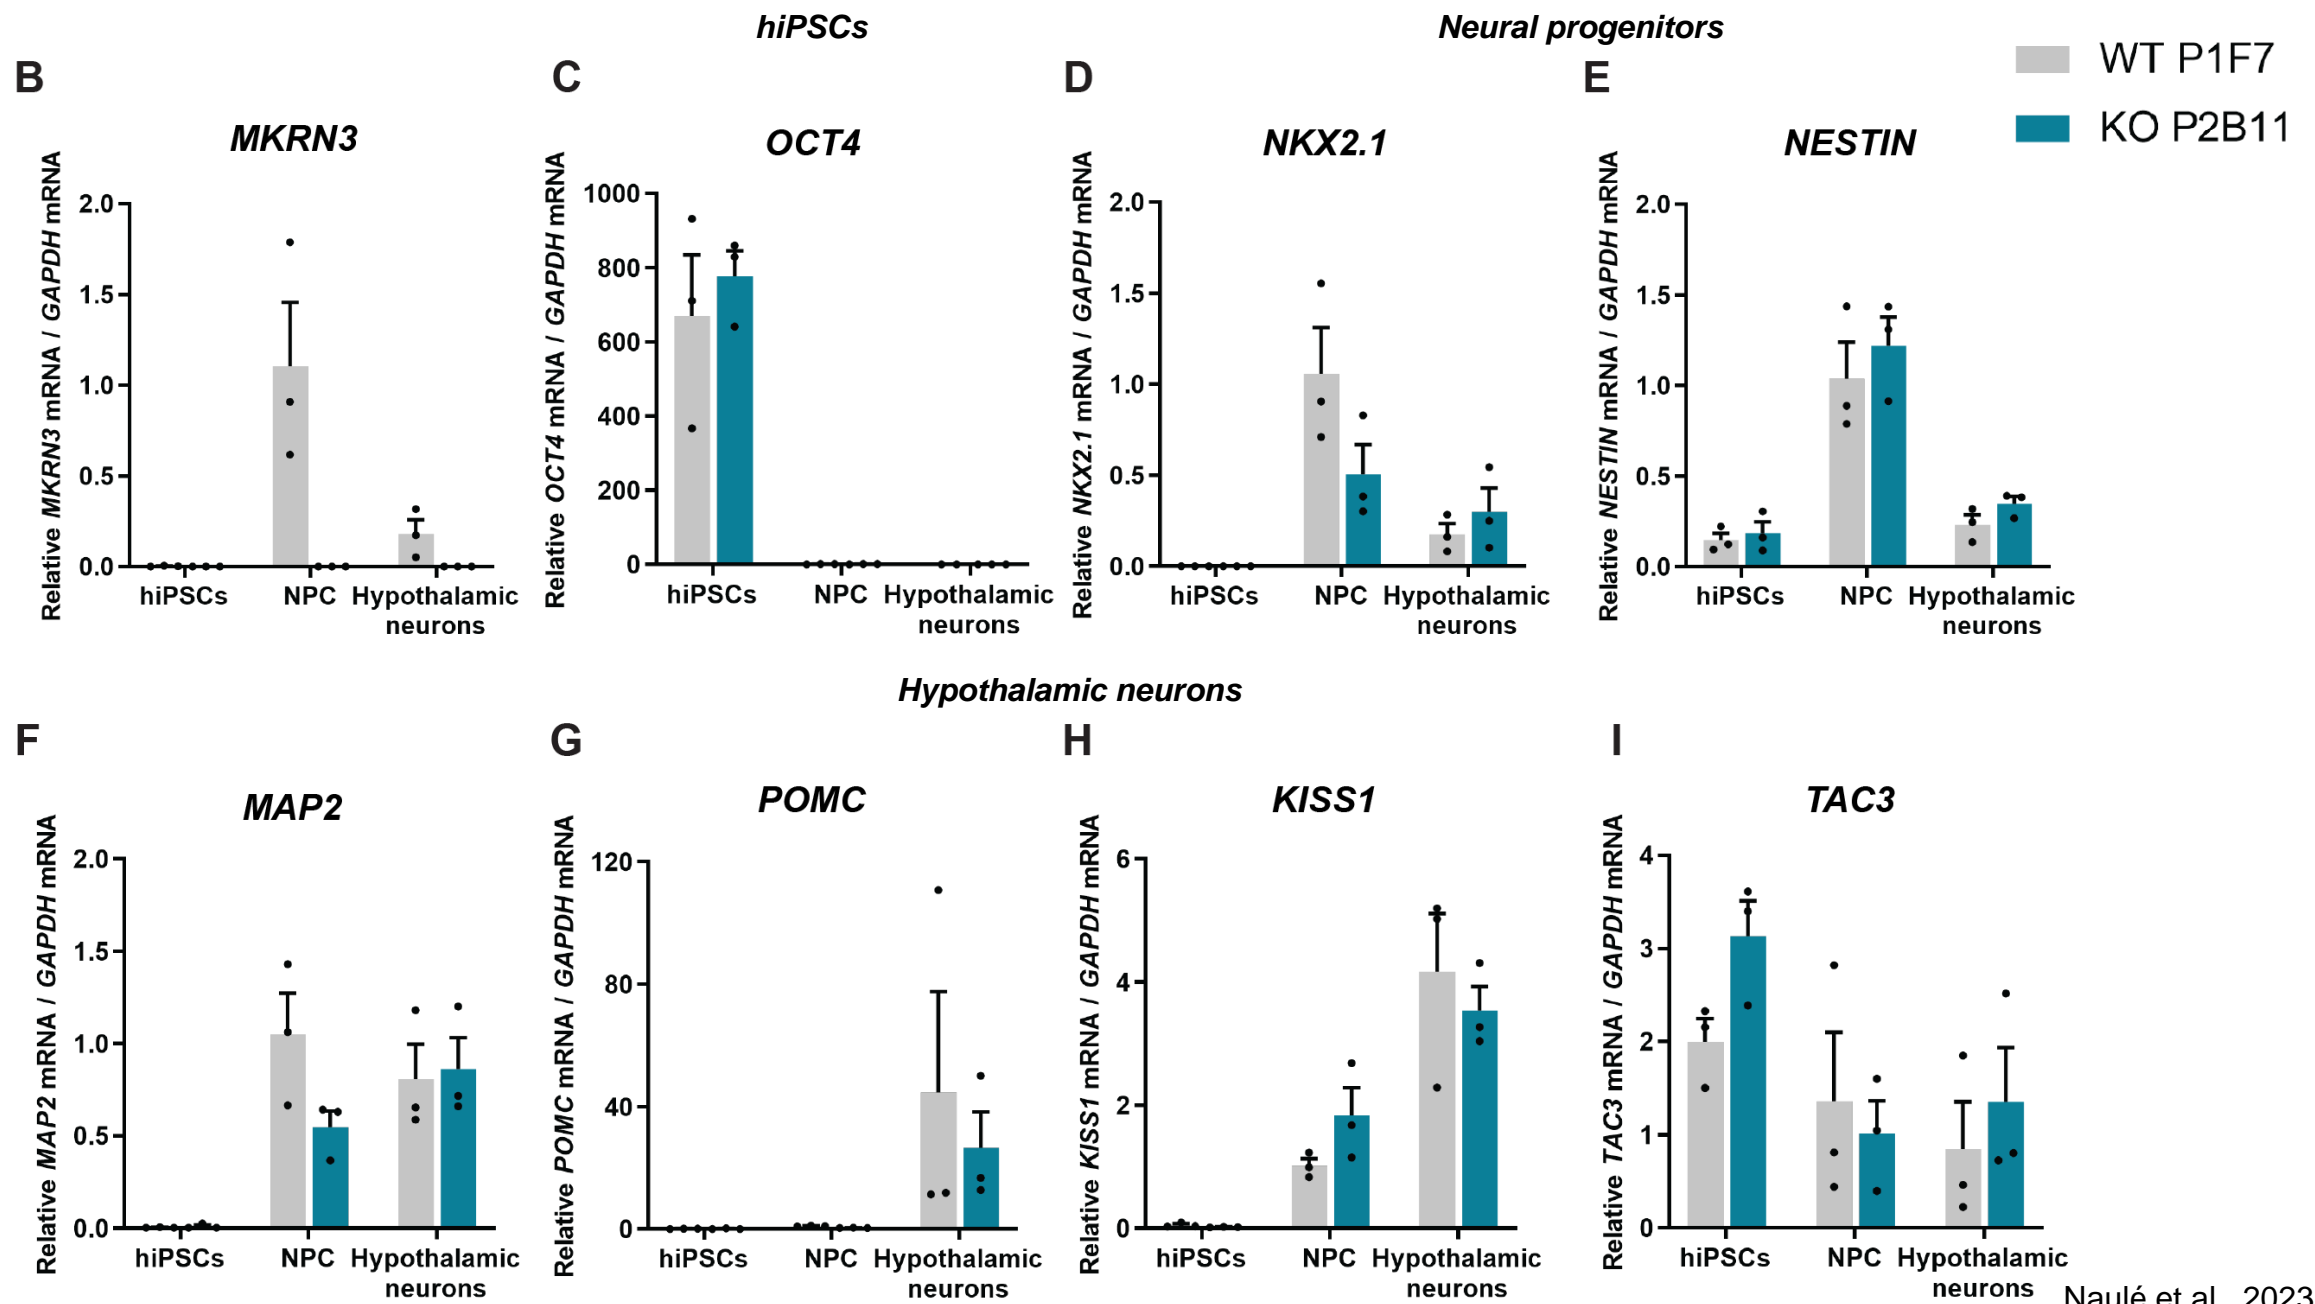 hiPSCs
Neural progenitors
WT P1F7
KO P2B11
B
MKRN3
Relative MKRN3 mRNA / GAPDH mRNA
2.0
1.5
1.0
0.5
0.0
hiPSCs
NPC
Hypothalamic
neurons
C
OCT4
Relative OCT4 mRNA / GAPDH mRNA
1000
800
600
400
200
0
hiPSCs
NPC
Hypothalamic
neurons
D
NKX2.1
Relative NKX2.1 mRNA / GAPDH mRNA
2.0
1.5
1.0
0.5
0.0
hiPSCs
NPC
Hypothalamic
neurons
E
NESTIN
Relative NESTIN mRNA / GAPDH mRNA
2.0
1.5
1.0
0.5
0.0
hiPSCs
NPC
Hypothalamic
neurons
Hypothalamic neurons
F
MAP2
Relative MAP2 mRNA / GAPDH mRNA
2.0
1.5
1.0
0.5
0.0
hiPSCs
NPC
Hypothalamic
neurons
G
POMC
Relative POMC mRNA / GAPDH mRNA
120
80
40
0
hiPSCs
NPC
Hypothalamic
neurons
H
KISS1
Relative KISS1 mRNA / GAPDH mRNA
6
4
2
0
hiPSCs
NPC
Hypothalamic
neurons
I
TAC3
Relative TAC3 mRNA / GAPDH mRNA
4
3
2
1
0
hiPSCs
NPC
Hypothalamic
neurons
Naulé et al., 2023